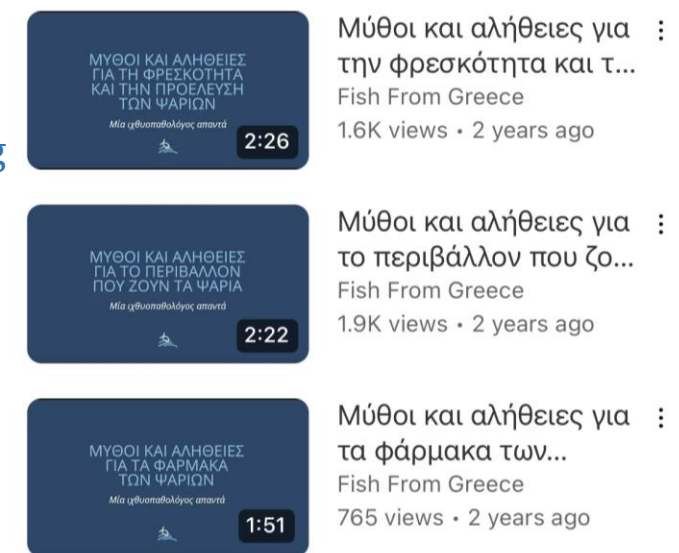 ΜΥΘΟΙ ΚΑΙ ΑΛΗΘΕΙΕΣ
ΓΙΑ ΤΗ ΦΡΕΣΚΟΤΗΤΑ
ΚΑΙ ΤΗΝ ΠΡΟΕΛΕΥΣΗ
ΤΩΝ ΨΑΡΙΩΝ
Μία ιχθυοπαθολόγος απαντά
2:26
Μύθοι και αλήθειες για
την φρεσκότητα και τ...
Fish From Greece
1.6K views • 2 years ago
g
ΜΥΘΟΙ ΚΑΙ ΑΛΗΘΕΙΕΣ
ΓΙΑ ΤΟ ΠΕΡΙΒΑΛΛΟΝ
ΠΟΥ ΖΟΥΝ ΤΑ ΨΑΡΙΑ
Μία ιχθυοπαθολόγος απαντά
2:22
Μύθοι και αλήθειες για
το περιβάλλον που ζο...
Fish From Greece
1.9K views • 2 years ago
ΜΥΘΟΙ ΚΑΙ ΑΛΗΘΕΙΕΣ
ΓΙΑ ΤΑ ΦΑΡΜΑΚΑ
ΤΩΝ ΨΑΡΙΩΝ
Μία ιχθυοπαθολόγος απαντά
1:51
Μύθοι και αλήθειες για
τα φάρμακα των...
Fish From Greece
765 views • 2 years ago